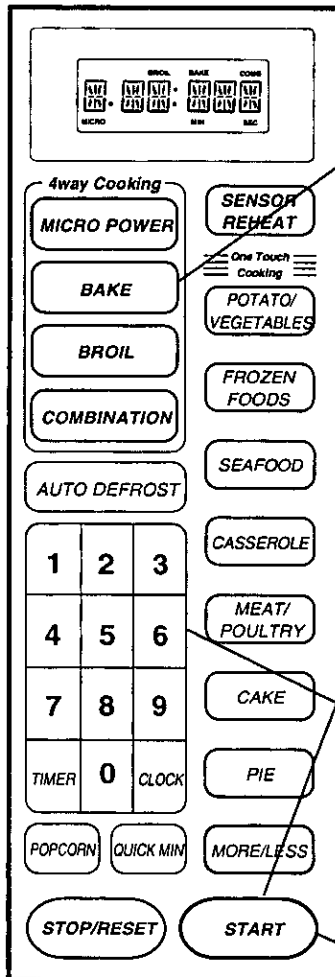 BROIL BAKE COMB
MICRO MIN SEC
4way Cooking
MICRO POWER
BAKE
BROIL
COMBINATION
AUTO DEFROST
1 2 3
4 5 6
7 8 9
TIMER 0 CLOCK
POPCORN QUICK MIN
STOP/RESET
SENSOR
REHEAT
One Touch
Cooking
POTATO/
VEGETABLES
FROZEN
FOODS
SEAFOOD
CASSEROLE
MEAT/
POULTRY
CAKE
PIE
MORE/LESS
START